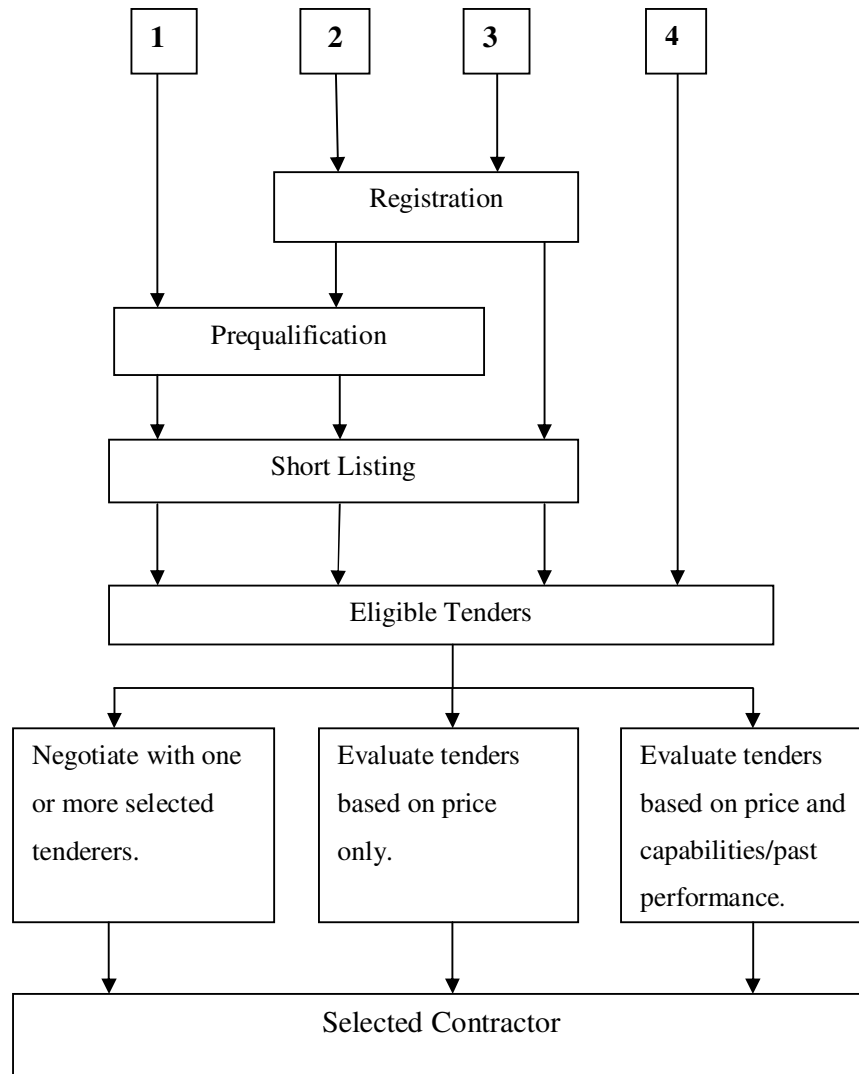 1
2
3
4
Registration
Prequalification
Short Listing
Eligible Tenders
Negotiate with one
or more selected
tenderers.
Evaluate tenders
based on price
only.
Evaluate tenders
based on price and
capabilities/past
performance.
Selected Contractor